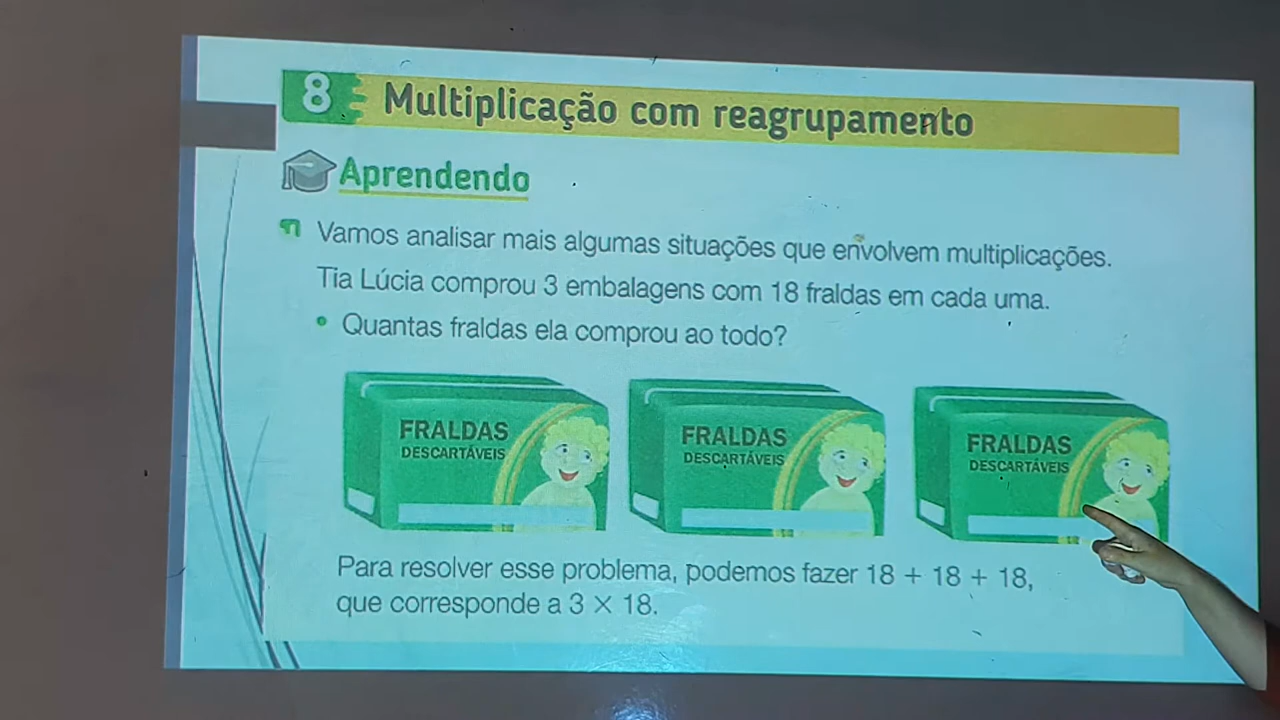 8 Multiplicação com reagrupamento
Aprendendo
Vamos analisar mais algumas situações que envolvem multiplicações.
Tia Lúcia comprou 3 embalagens com 18 fraldas em cada uma.
• Quantas fraldas ela comprou ao todo?
FRALDAS
DESCARTÁVEIS
FRALDAS
DESCARTÁVEIS
FRALDAS
DESCARTÁVEIS
Para resolver esse problema, podemos fazer 18 + 18 + 18,
que corresponde a 3 × 18.